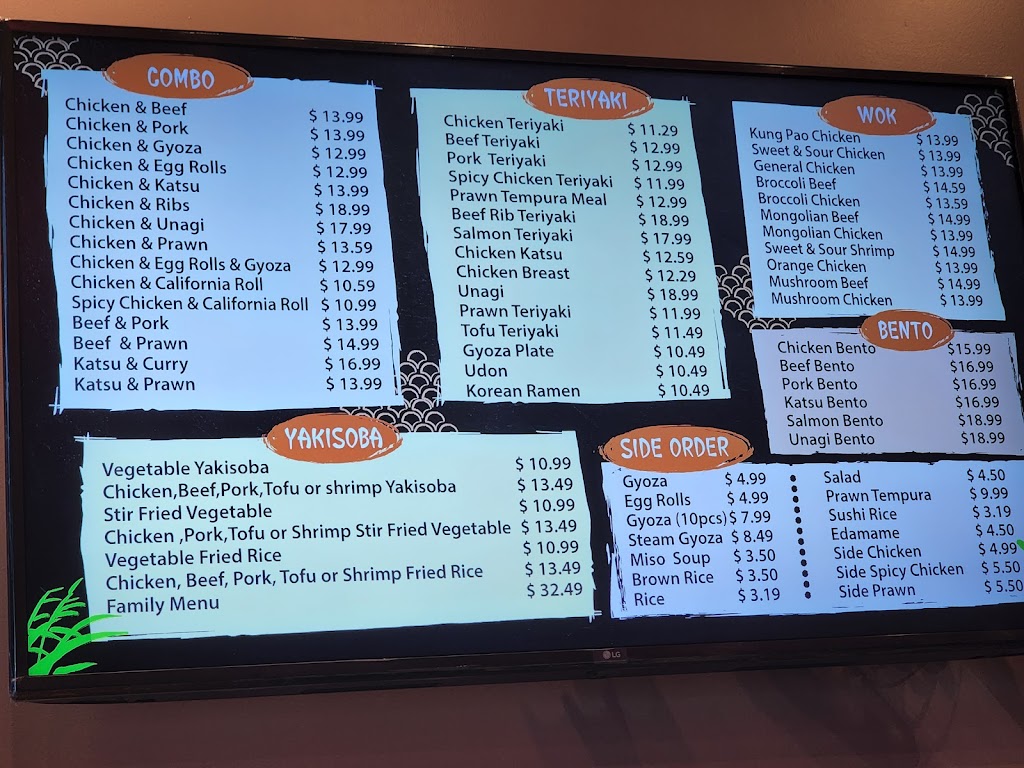 COMBO
Chicken & Beef $ 13.99
Chicken & Pork $ 13.99
Chicken & Gyoza $ 12.99
Chicken & Egg Rolls $ 12.99
Chicken & Katsu $ 13.99
Chicken & Ribs $ 18.99
Chicken & Unagi $ 17.99
Chicken & Prawn $ 13.59
Chicken & Egg Rolls & Gyoza $ 12.99
Chicken & California Roll $ 10.59
Spicy Chicken & California Roll $ 10.99
Beef & Pork $ 13.99
Beef & Prawn $ 14.99
Katsu & Curry $ 16.99
Katsu & Prawn $ 13.99
TERIYAKI
Chicken Teriyaki $ 11.29
Beef Teriyaki $ 12.99
Pork Teriyaki $ 12.99
Spicy Chicken Teriyaki $ 11.99
Prawn Tempura Meal $ 12.99
Beef Rib Teriyaki $ 18.99
Salmon Teriyaki $ 17.99
Chicken Katsu $ 12.59
Chicken Breast $ 12.29
Unagi $ 18.99
Prawn Teriyaki $ 11.99
Tofu Teriyaki $ 11.49
Gyoza Plate $ 10.49
Udon $ 10.49
Korean Ramen $ 10.49
WOK
Kung Pao Chicken $ 13.99
Sweet & Sour Chicken $ 13.99
General Chicken $ 13.99
Broccoli Beef $ 14.59
Broccoli Chicken $ 13.59
Mongolian Beef $ 14.99
Mongolian Chicken $ 13.99
Sweet & Sour Shrimp $ 14.99
Orange Chicken $ 13.99
Mushroom Beef $ 14.99
Mushroom Chicken $ 13.99
BENTO
Chicken Bento $15.99
Beef Bento $16.99
Pork Bento $16.99
Katsu Bento $16.99
Salmon Bento $18.99
Unagi Bento $18.99
YAKISOBA
Vegetable Yakisoba $ 10.99
Chicken,Beef,Pork,Tofu or shrimp Yakisoba $ 13.49
Stir Fried Vegetable $ 10.99
Chicken ,Pork,Tofu or Shrimp Stir Fried Vegetable $ 13.49
Vegetable Fried Rice $ 10.99
Chicken, Beef, Pork, Tofu or Shrimp Fried Rice $ 13.49
Family Menu $ 32.49
SIDE ORDER
Gyoza $ 4.99
Egg Rolls $ 4.99
Gyoza (10pcs) $ 7.99
Steam Gyoza $ 8.49
Miso Soup $ 3.50
Brown Rice $ 3.50
Rice $ 3.19
Salad $ 4.50
Prawn Tempura $ 9.99
Sushi Rice $ 3.19
Edamame $ 4.50
Side Chicken $ 4.99
Side Spicy Chicken $ 5.50
Side Prawn $ 5.50
LG